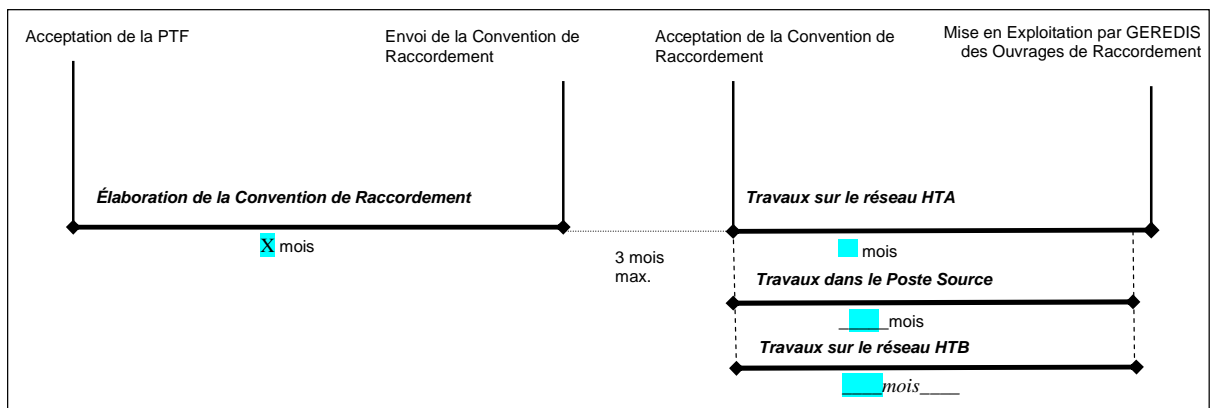 Acceptation de la PTF
Envoi de la Convention de
Raccordement
Acceptation de la Convention de
Raccordement
Mise en Exploitation par GEREDIS
des Ouvrages de Raccordement
Élaboration de la Convention de Raccordement
X mois
3 mois
max.
Travaux sur le réseau HTA
mois
Travaux dans le Poste Source
_____mois
Travaux sur le réseau HTB
____mois____